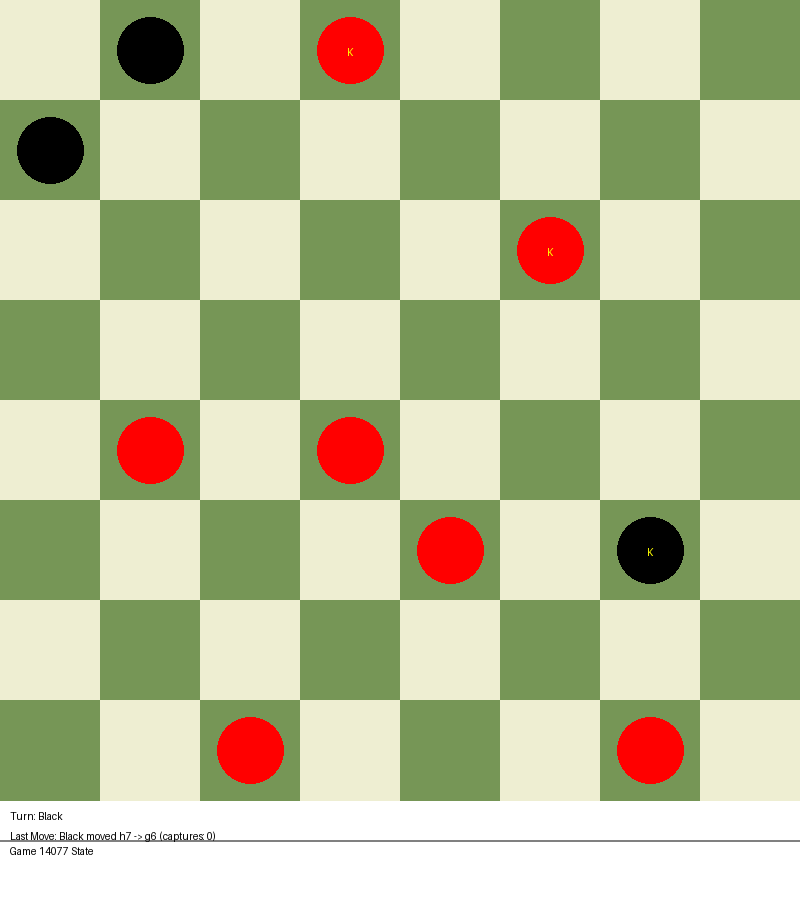 K
K
K
Turn: Black
Last Move: Black moved h7 -> g6 (captures: 0)
Game 14077 State